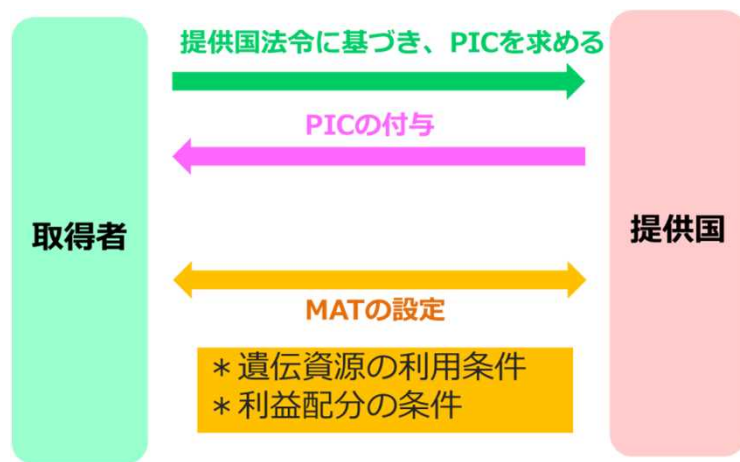 提供国法令に基づき、PICを求める
PICの付与
取得者
提供国
MATの設定
＊遺伝資源の利用条件
＊利益配分の条件